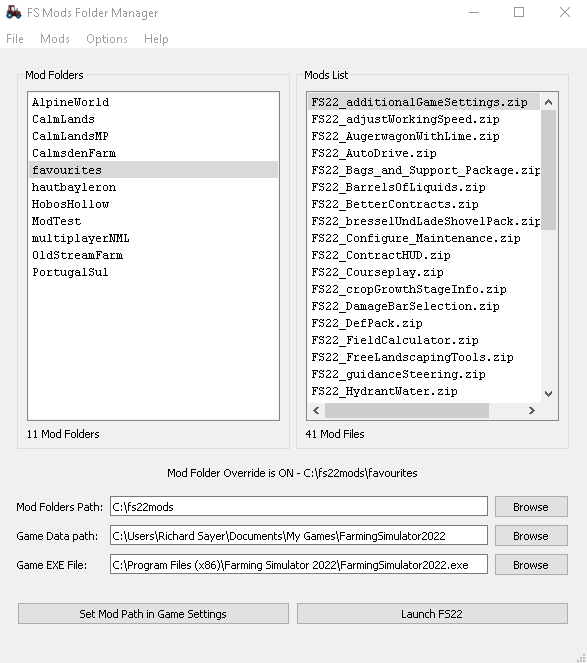 FS Mods Folder Manager
File Mods Options Help
Mod Folders
AlpineWorld
CalmLands
CalmLandsMP
CalmsdenFarm
favourites
hautbayleron
HobosHollow
ModTest
multiplayerNML
OldStreamFarm
PortugalSul
11 Mod Folders
Mods List
FS22_additionalGameSettings.zip
FS22_adjustWorkingSpeed.zip
FS22_AugerwagonWithLime.zip
FS22_AutoDrive.zip
FS22_Bags_and_Support_Package.zip
FS22_BarrelsOfLiquids.zip
FS22_BetterContracts.zip
FS22_bresselUndLadeShovelPack.zip
FS22_Configure_Maintenance.zip
FS22_ContractHUD.zip
FS22_Courseplay.zip
FS22_cropGrowthStageInfo.zip
FS22_DamageBarSelection.zip
FS22_DefPack.zip
FS22_FieldCalculator.zip
FS22_FreeLandscapingTools.zip
FS22_guidanceSteering.zip
FS22_HydrantWater.zip
41 Mod Files
Mod Folder Override is ON - C:\fs22mods\favourites
Mod Folders Path: C:\fs22mods Browse
Game Data path: C:\Users\Richard Sayer\Documents\My Games\FarmingSimulator2022 Browse
Game EXE File: C:\Program Files (x86)\Farming Simulator 2022\FarmingSimulator2022.exe Browse
Set Mod Path in Game Settings Launch FS22